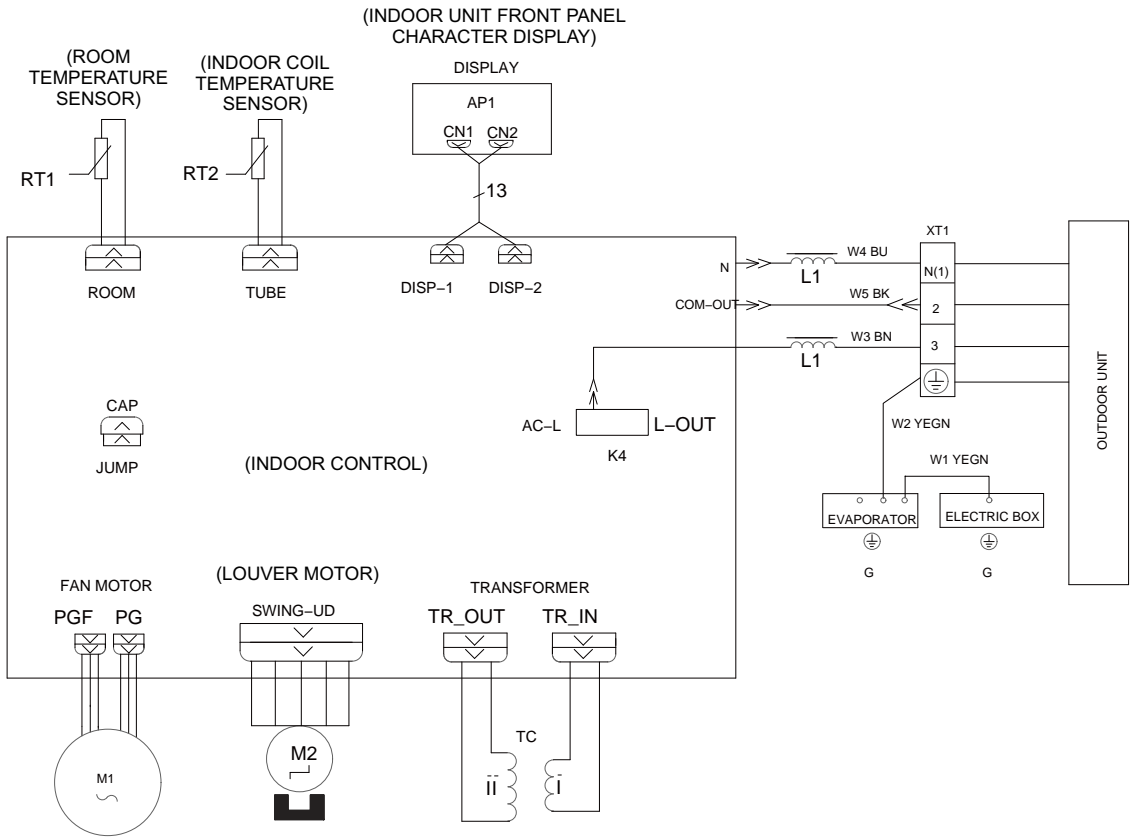 (INDOOR UNIT FRONT PANEL
CHARACTER DISPLAY)
(ROOM
TEMPERATURE
SENSOR)
(INDOOR COIL
TEMPERATURE
SENSOR)
DISPLAY
AP1
CN1 CN2
RT1
RT2
13
XT1
ROOM
TUBE
DISP-1
DISP-2
N
L1
W4 BU
N(1)
COM-OUT
W5 BK
2
L1
W3 BN
3
OUTDOOR UNIT
CAP
JUMP
(INDOOR CONTROL)
AC-L
L-OUT
K4
W2 YEGN
W1 YEGN
EVAPORATOR
ELECTRIC BOX
G
G
FAN MOTOR
PGF PG
(LOUVER MOTOR)
SWING-UD
TRANSFORMER
TR_OUT
TR_IN
M1
M2
TC
II
I